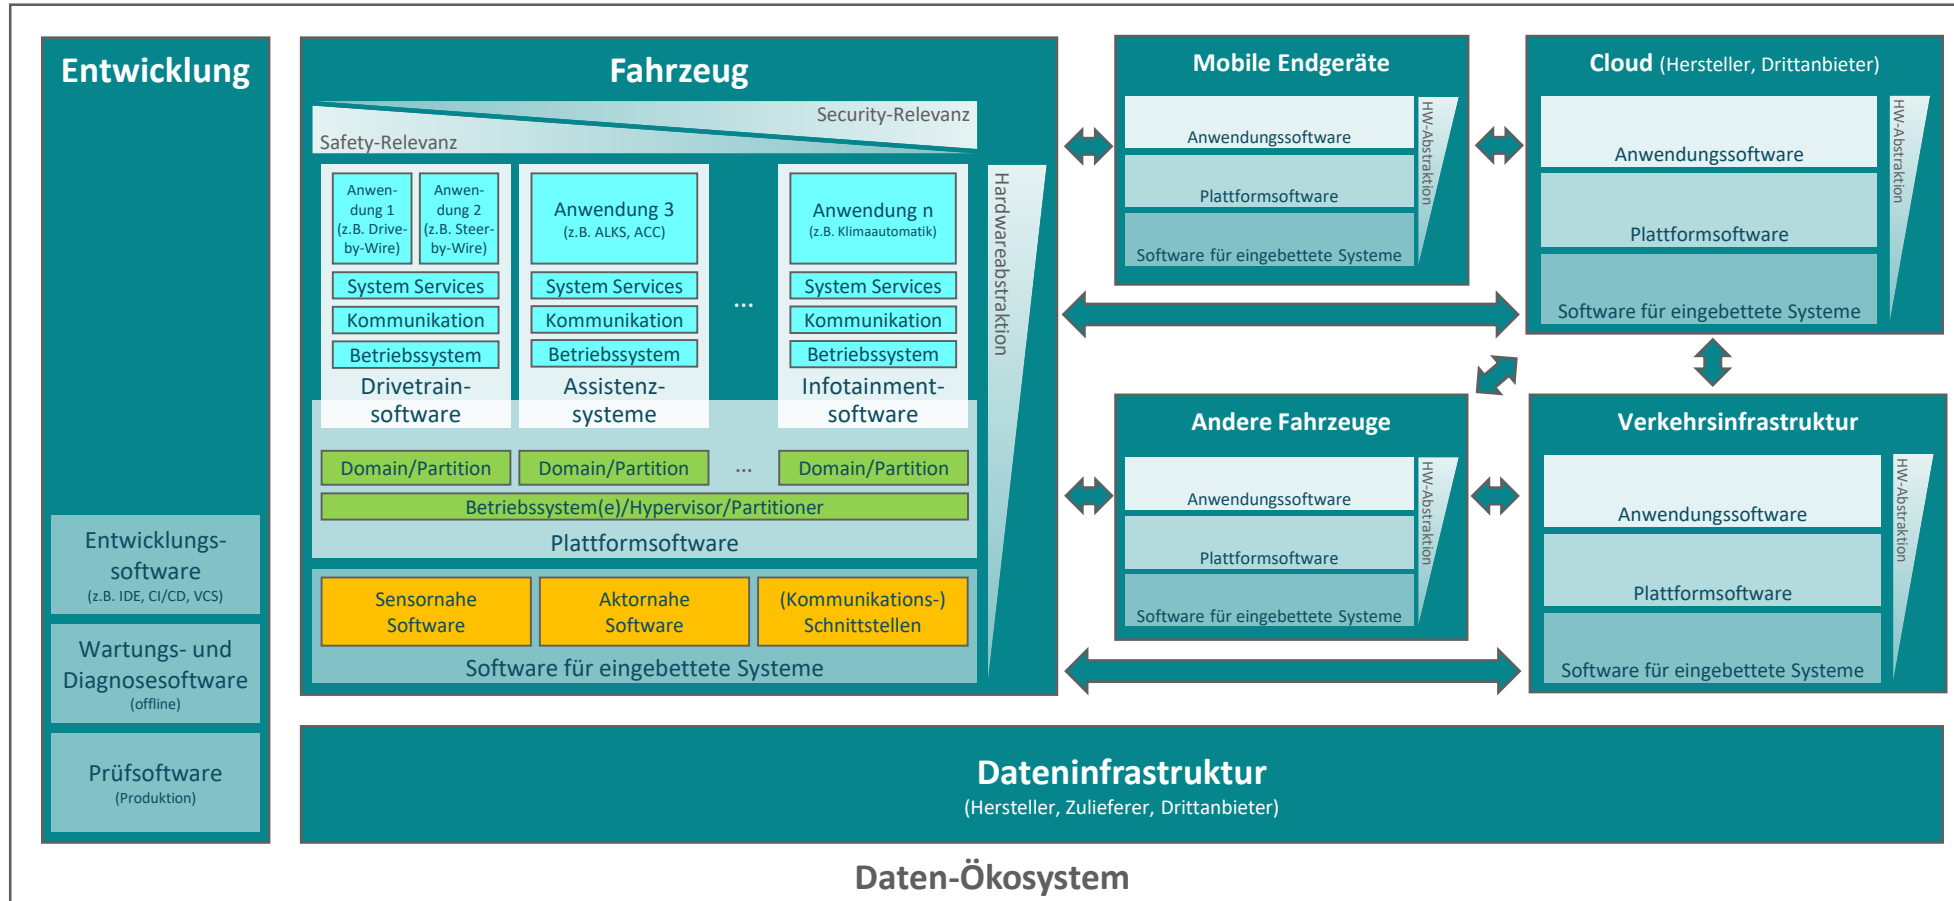 Entwicklung
Entwicklungs-
software
(z.B. IDE, CI/CD, VCS)
Wartungs- und
Diagnosesoftware
(offline)
Prüfsoftware
(Produktion)
Fahrzeug
Security-Relevanz
Safety-Relevanz
Hardwareabstraktion
Anwen-
dung 1
(z.B. Drive-
by-Wire)
Anwen-
dung 2
(z.B. Steer-
by-Wire)
System Services
Kommunikation
Betriebssystem
Drivetrain-
software
Anwendung 3
(z.B. ALKS, ACC)
System Services
Kommunikation
Betriebssystem
Assistenz-
systeme
...
Anwendung n
(z.B. Klimaautomatik)
System Services
Kommunikation
Betriebssystem
Infotainment-
software
Domain/Partition
Domain/Partition
...
Domain/Partition
Betriebssystem(e)/Hypervisor/Partitioner
Plattformsoftware
Sensornahe
Software
Aktornahe
Software
(Kommunikations-)
Schnittstellen
Software für eingebettete Systeme
Mobile Endgeräte
Anwendungssoftware
Plattformsoftware
Software für eingebettete Systeme
HW-Abstraktion
Cloud (Hersteller, Drittanbieter)
Anwendungssoftware
Plattformsoftware
Software für eingebettete Systeme
HW-Abstraktion
Andere Fahrzeuge
Anwendungssoftware
Plattformsoftware
Software für eingebettete Systeme
HW-Abstraktion
Verkehrsinfrastruktur
Anwendungssoftware
Plattformsoftware
Software für eingebettete Systeme
HW-Abstraktion
Dateninfrastruktur
(Hersteller, Zulieferer, Drittanbieter)
Daten-Ökosystem